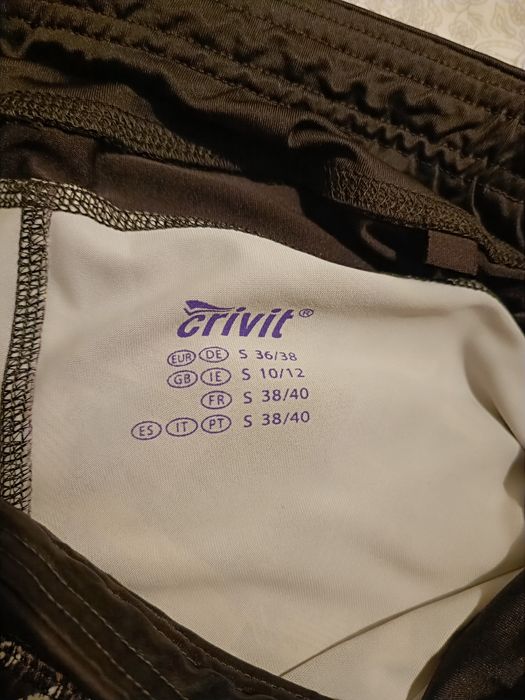 crivit®
EUR DE S 36/38
GB IE S 10/12
FR S 38/40
ES IT PT S 38/40